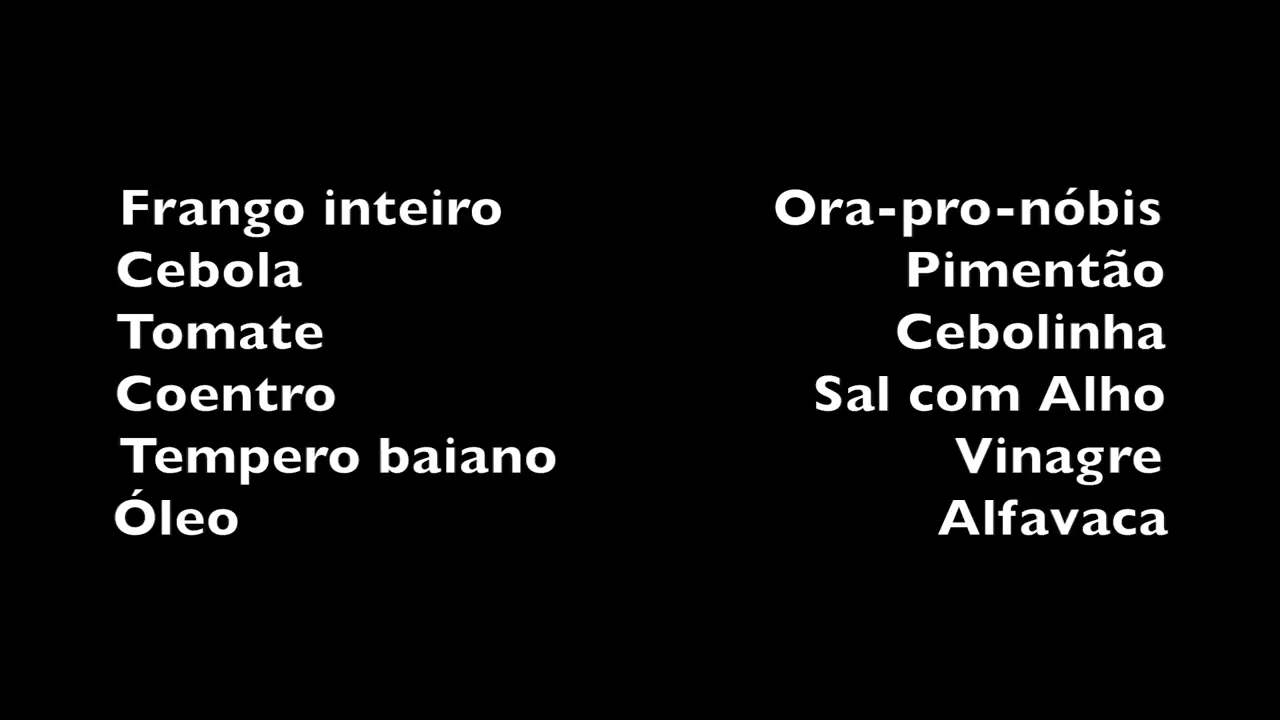 Frango inteiro
Cebola
Tomate
Coentro
Tempero baiano
Óleo
Ora-pro-nóbis
Pimentão
Cebolinha
Sal com Alho
Vinagre
Alfavaca